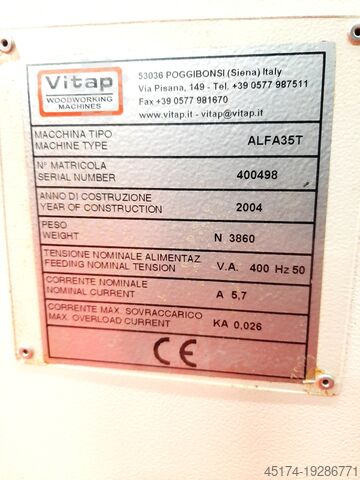 Vitap
WOODWORKING
MACHINES
53036 POGGIBONSI (Siena) Italy
Via Pisana, 149 - Tel. +39 0577 987511
Fax +39 0577 981670
www.vitap.it - vitap@vitap.it
MACCHINA TIPO
MACHINE TYPE
ALFA35T
N° MATRICOLA
SERIAL NUMBER
400498
ANNO DI COSTRUZIONE
YEAR OF CONSTRUCTION
2004
PESO
WEIGHT
N 3860
TENSIONE NOMINALE ALIMENTAZ
FEEDING NOMINAL TENSION
V.A. 400 Hz 50
CORRENTE NOMINALE
NOMINAL CURRENT
A 5,7
CORRENTE MAX. SOVRACCARICO
MAX. OVERLOAD CURRENT
KA 0,026
CE
45174-19286771